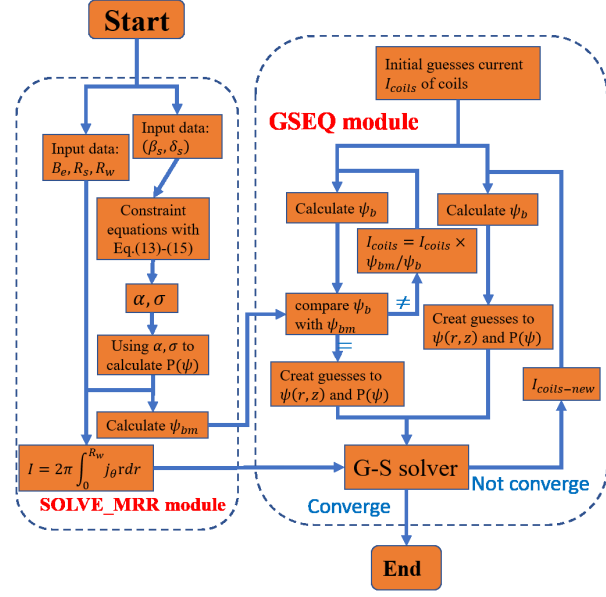 Start
Input data:
B_e, R_s, R_w
Input data:
(β_s, δ_s)
Constraint
equations with
Eq.(13)-(15)
α, σ
Using α, σ to
calculate P(ψ)
Calculate ψ_bm
I = 2π ∫_0^{R_w} j_θ rdr
SOLVE_MRR module
Initial guesses current
I_coils of coils
GSEQ module
Calculate ψ_b
Calculate ψ_b
I_coils = I_coils ×
ψ_bm/ψ_b
compare ψ_b
with ψ_bm
≠
=
Creat guesses to
ψ(r, z) and P(ψ)
Creat guesses to
ψ(r, z) and P(ψ)
I_coils−new
G-S solver
Not converge
Converge
End